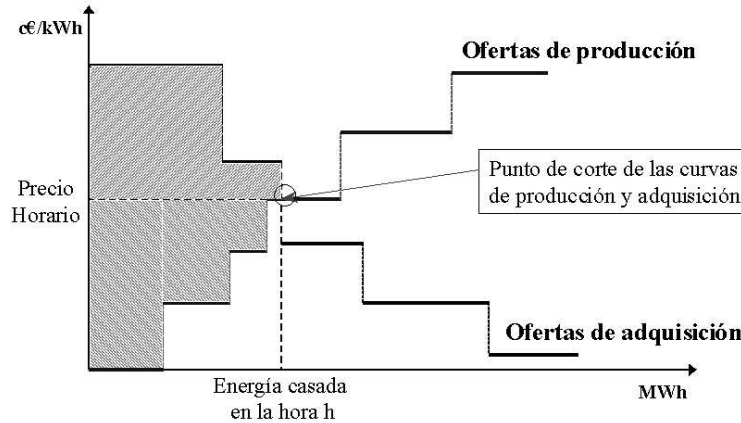 c€/kWh
Ofertas de producción
Precio
Horario
Punto de corte de las curvas
de producción y adquisición
Ofertas de adquisición
Energía casada
en la hora h
MWh